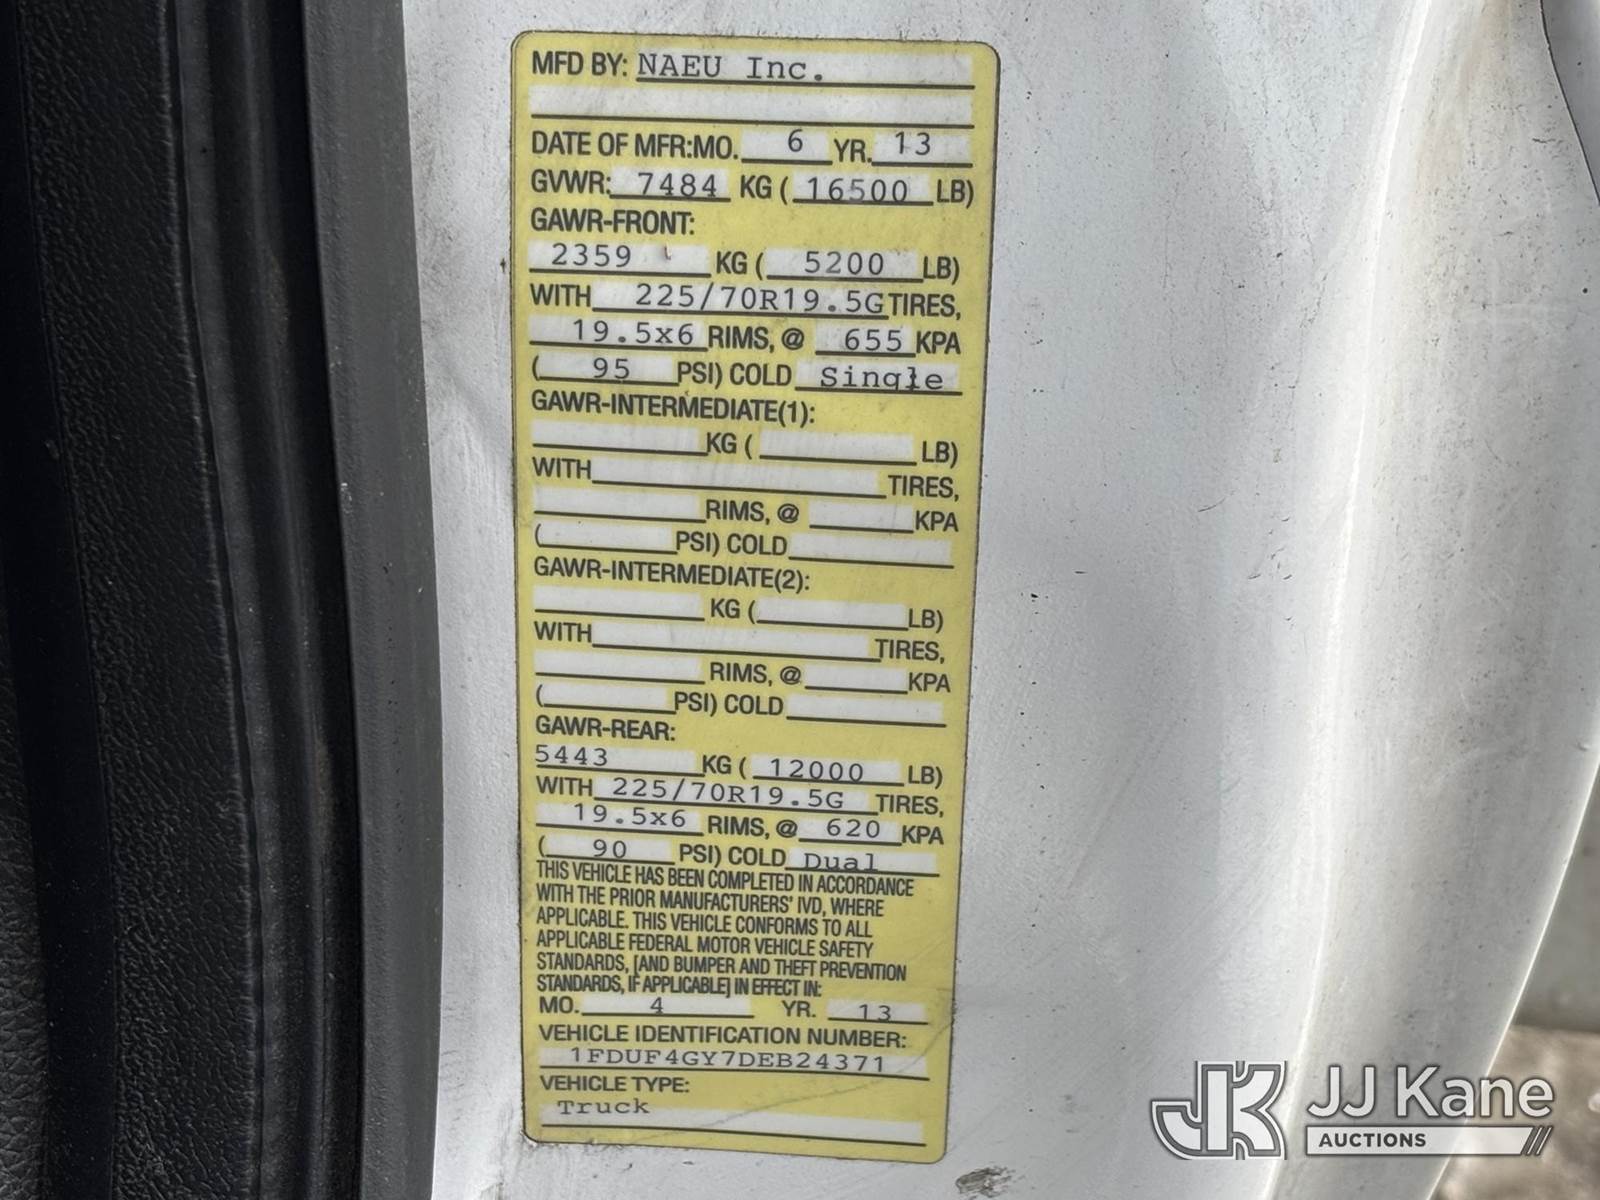 MFD BY: NAEU Inc.
DATE OF MFR:MO. 6 YR. 13
GVWR: 7484 KG ( 16500 LB)
GAWR-FRONT:
2359 KG ( 5200 LB)
WITH 225/70R19.5G TIRES,
19.5x6 RIMS, @ 655 KPA
( 95 PSI) COLD Single
GAWR-INTERMEDIATE(1):
KG ( LB)
WITH TIRES,
RIMS, @ KPA
( PSI) COLD
GAWR-INTERMEDIATE(2):
KG ( LB)
WITH TIRES,
RIMS, @ KPA
( PSI) COLD
GAWR-REAR:
5443 KG ( 12000 LB)
WITH 225/70R19.5G TIRES,
19.5x6 RIMS, @ 620 KPA
( 90 PSI) COLD Dual
THIS VEHICLE HAS BEEN COMPLETED IN ACCORDANCE
WITH THE PRIOR MANUFACTURERS' IVD, WHERE
APPLICABLE. THIS VEHICLE CONFORMS TO ALL
APPLICABLE FEDERAL MOTOR VEHICLE SAFETY
STANDARDS, [AND BUMPER AND THEFT PREVENTION
STANDARDS, IF APPLICABLE] IN EFFECT IN:
MO. 4 YR. 13
VEHICLE IDENTIFICATION NUMBER:
1FDUF4GY7DEB24371
VEHICLE TYPE:
Truck
JK JJ Kane
AUCTIONS